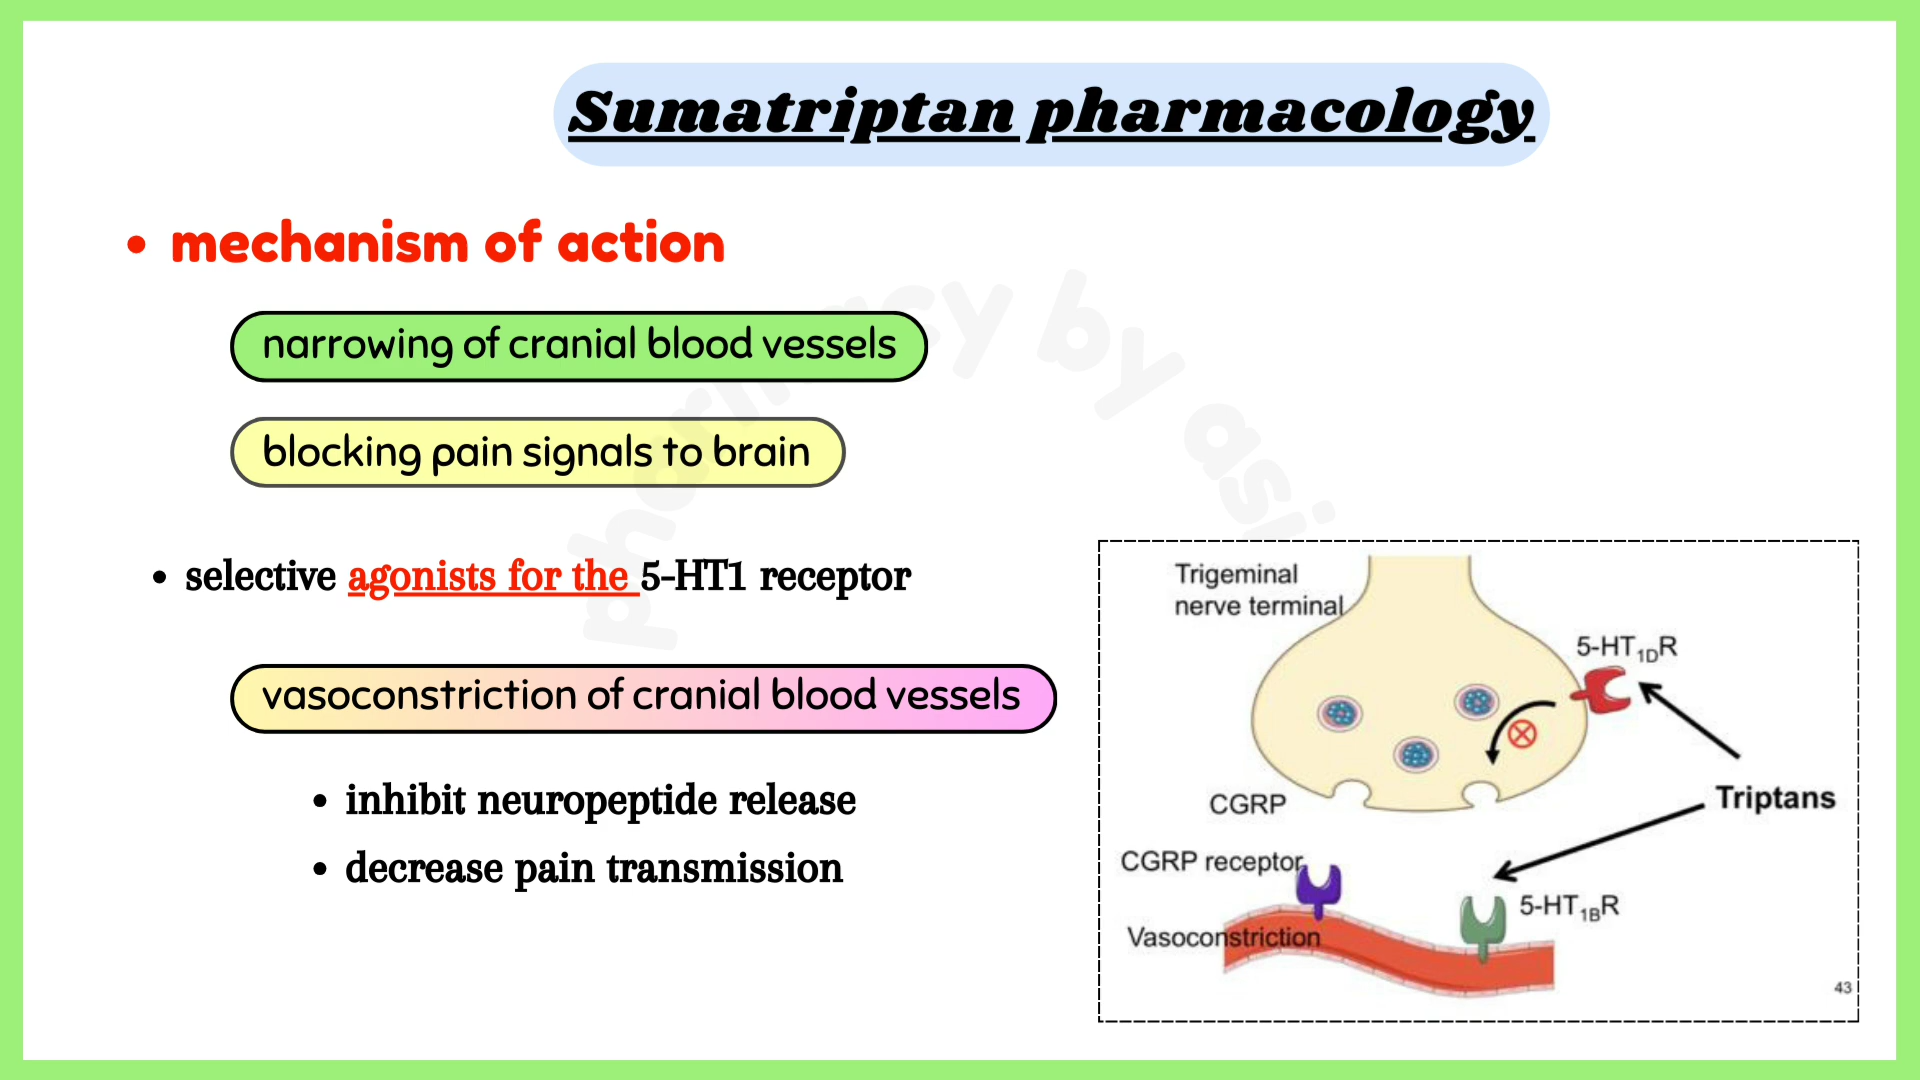 Sumatriptan pharmacology
• mechanism of action
narrowing of cranial blood vessels
blocking pain signals to brain
• selective agonists for the 5-HT1 receptor
vasoconstriction of cranial blood vessels
• inhibit neuropeptide release
• decrease pain transmission
Trigeminal
nerve terminal
5-HT1DR
Triptans
CGRP
CGRP receptor
5-HT1BR
Vasoconstriction
43
by asi